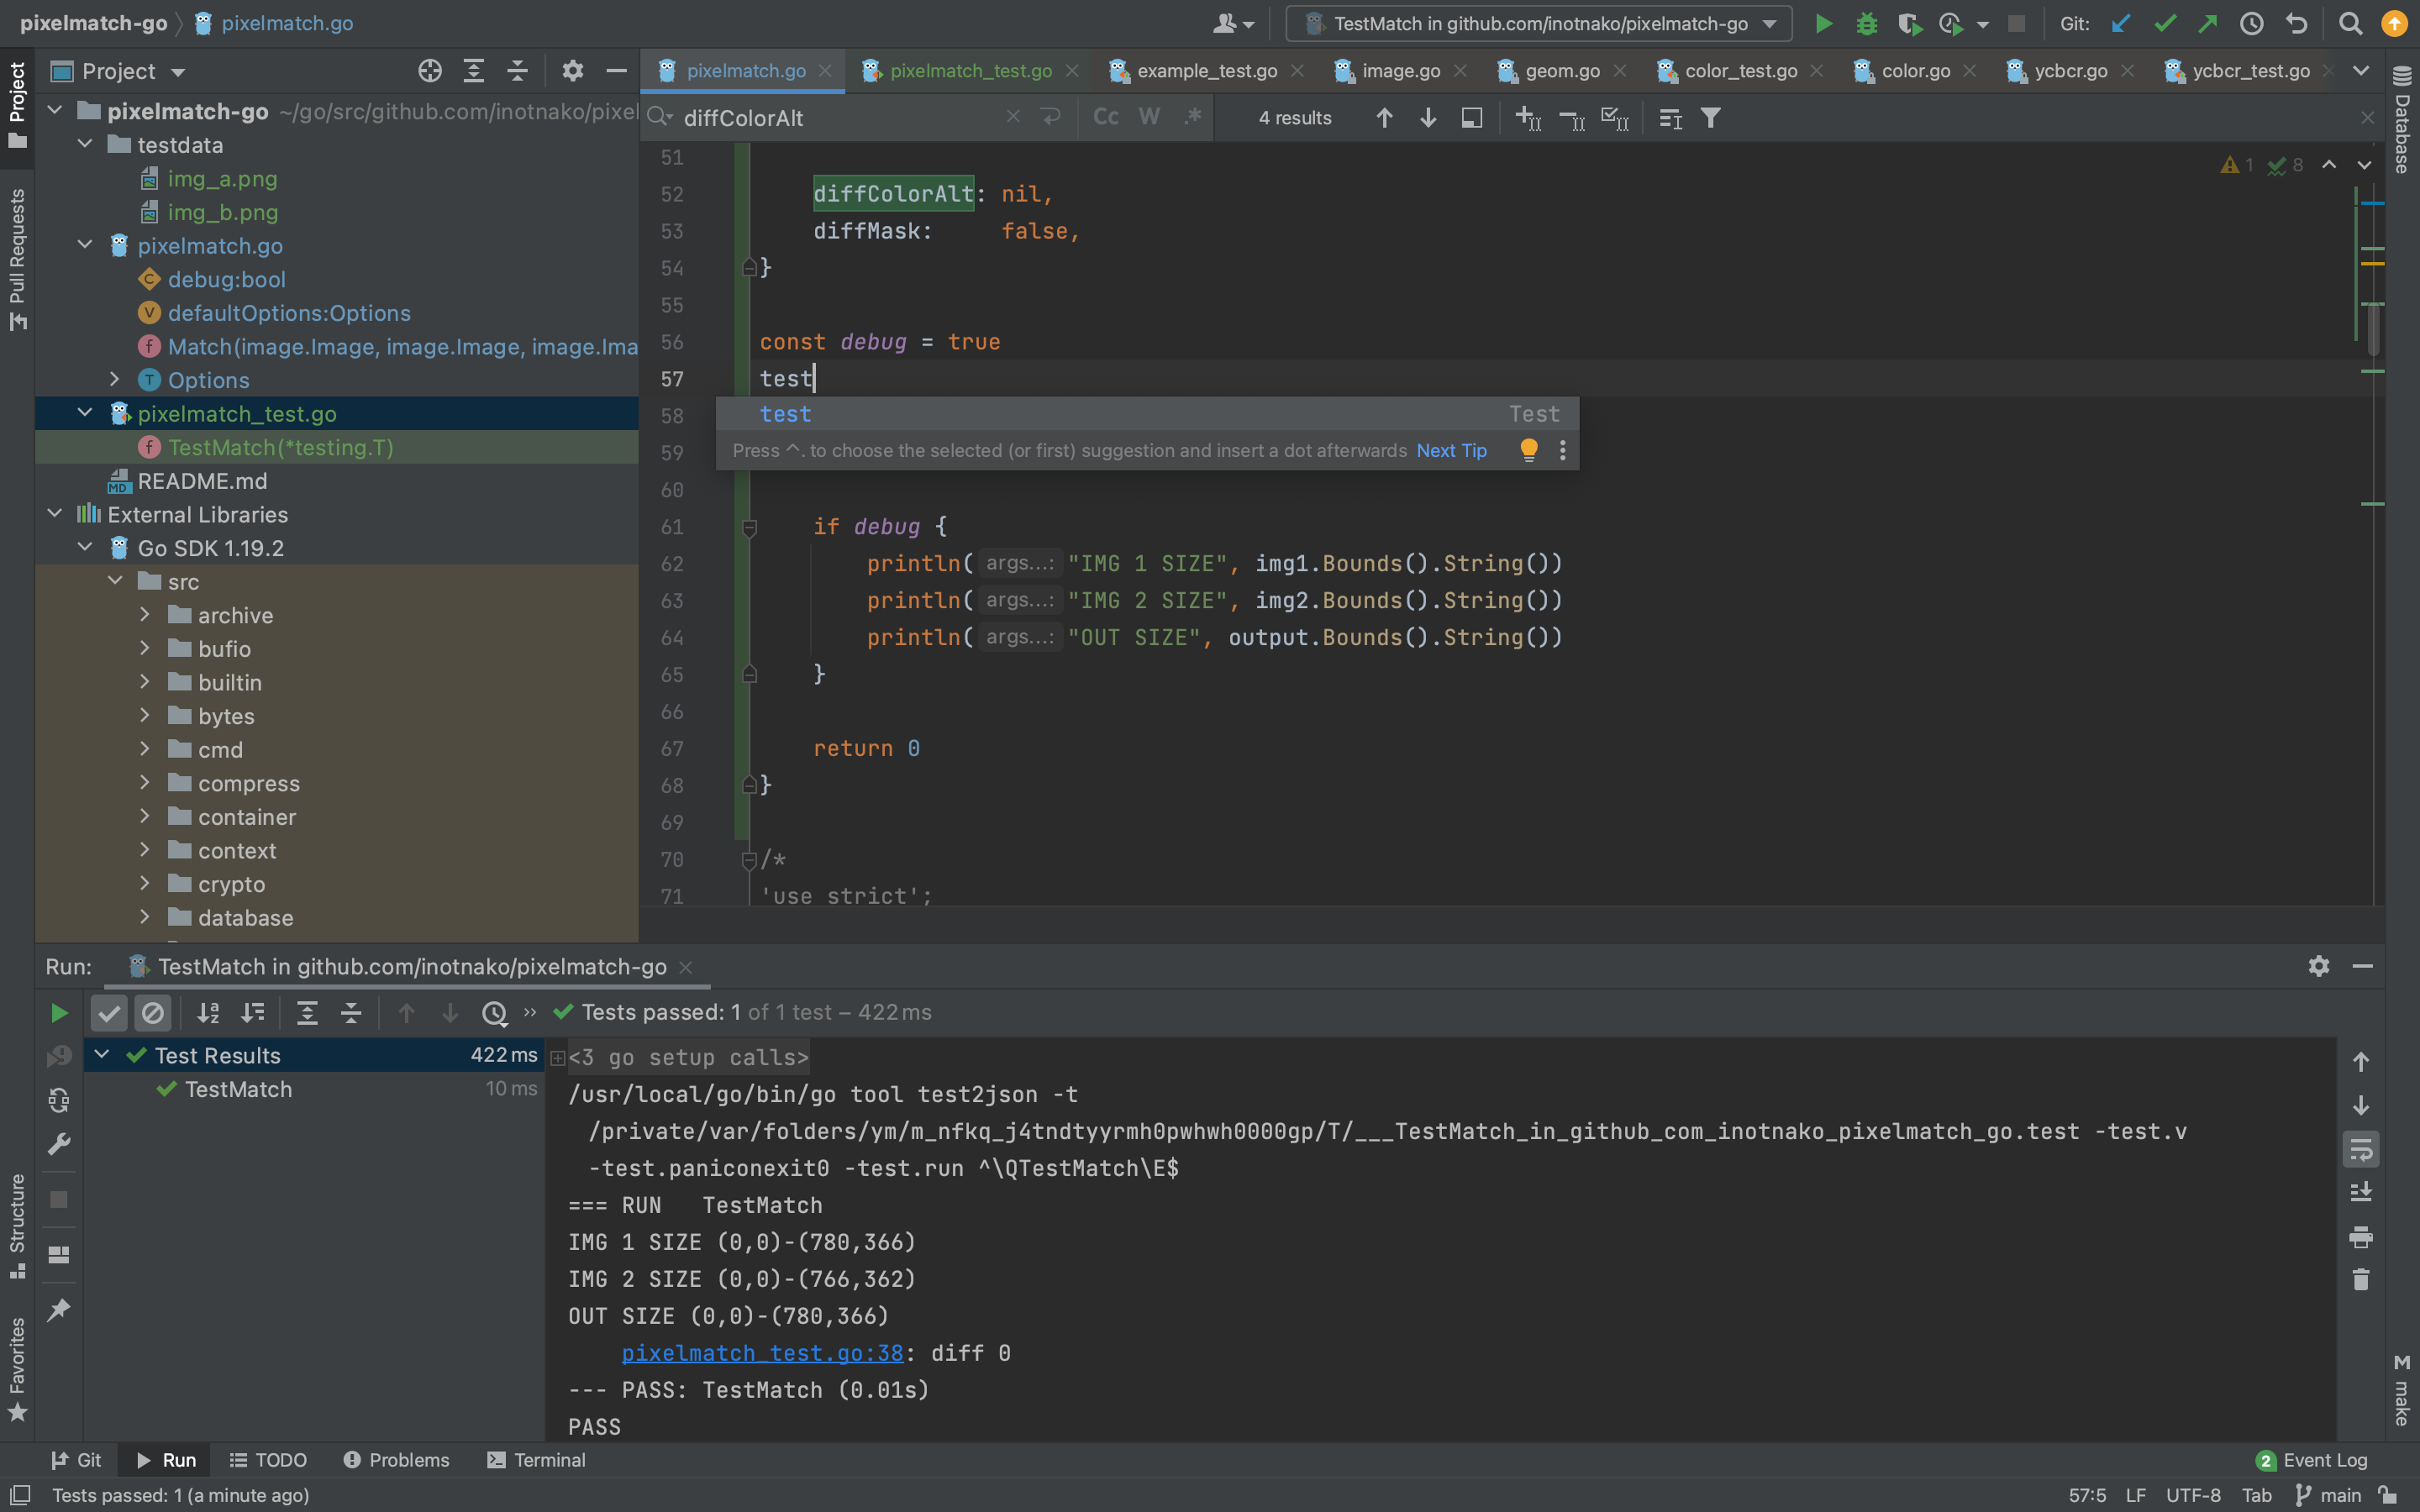 pixelmatch-go pixelmatch.go
TestMatch in github.com/inotnako/pixelmatch-go
Git:
Project
Pull Requests
Structure
Favorites
Project
pixelmatch-go ~/go/src/github.com/inotnako/pixel
testdata
img_a.png
img_b.png
pixelmatch.go
debug:bool
defaultOptions:Options
Match(image.Image, image.Image, image.Ima
Options
pixelmatch_test.go
TestMatch(*testing.T)
README.md
External Libraries
Go SDK 1.19.2
src
archive
bufio
builtin
bytes
cmd
compress
container
context
crypto
database
pixelmatch.go pixelmatch_test.go example_test.go image.go geom.go color_test.go color.go ycbcr.go ycbcr_test.go
diffColorAlt Cc W .* 4 results
1 8
51
52 diffColorAlt: nil,
53 diffMask: false,
54 }
55
56 const debug = true
57 test
58 test Test
59 Press ^. to choose the selected (or first) suggestion and insert a dot afterwards Next Tip
60
61 if debug {
62 println( args...: "IMG 1 SIZE", img1.Bounds().String())
63 println( args...: "IMG 2 SIZE", img2.Bounds().String())
64 println( args...: "OUT SIZE", output.Bounds().String())
65 }
66
67 return 0
68 }
69
70 /*
71 'use strict';
Database
make
Run: TestMatch in github.com/inotnako/pixelmatch-go
Tests passed: 1 of 1 test – 422 ms
Test Results 422 ms
TestMatch 10 ms
<3 go setup calls>
/usr/local/go/bin/go tool test2json -t
/private/var/folders/ym/m_nfkq_j4tndtyyrmh0pwhwh0000gp/T/___TestMatch_in_github_com_inotnako_pixelmatch_go.test -test.v
-test.paniconexit0 -test.run ^\QTestMatch\E$
=== RUN   TestMatch
IMG 1 SIZE (0,0)-(780,366)
IMG 2 SIZE (0,0)-(766,362)
OUT SIZE (0,0)-(780,366)
pixelmatch_test.go:38: diff 0
--- PASS: TestMatch (0.01s)
PASS
Git Run TODO Problems Terminal 2 Event Log
Tests passed: 1 (a minute ago) 57:5 LF UTF-8 Tab main